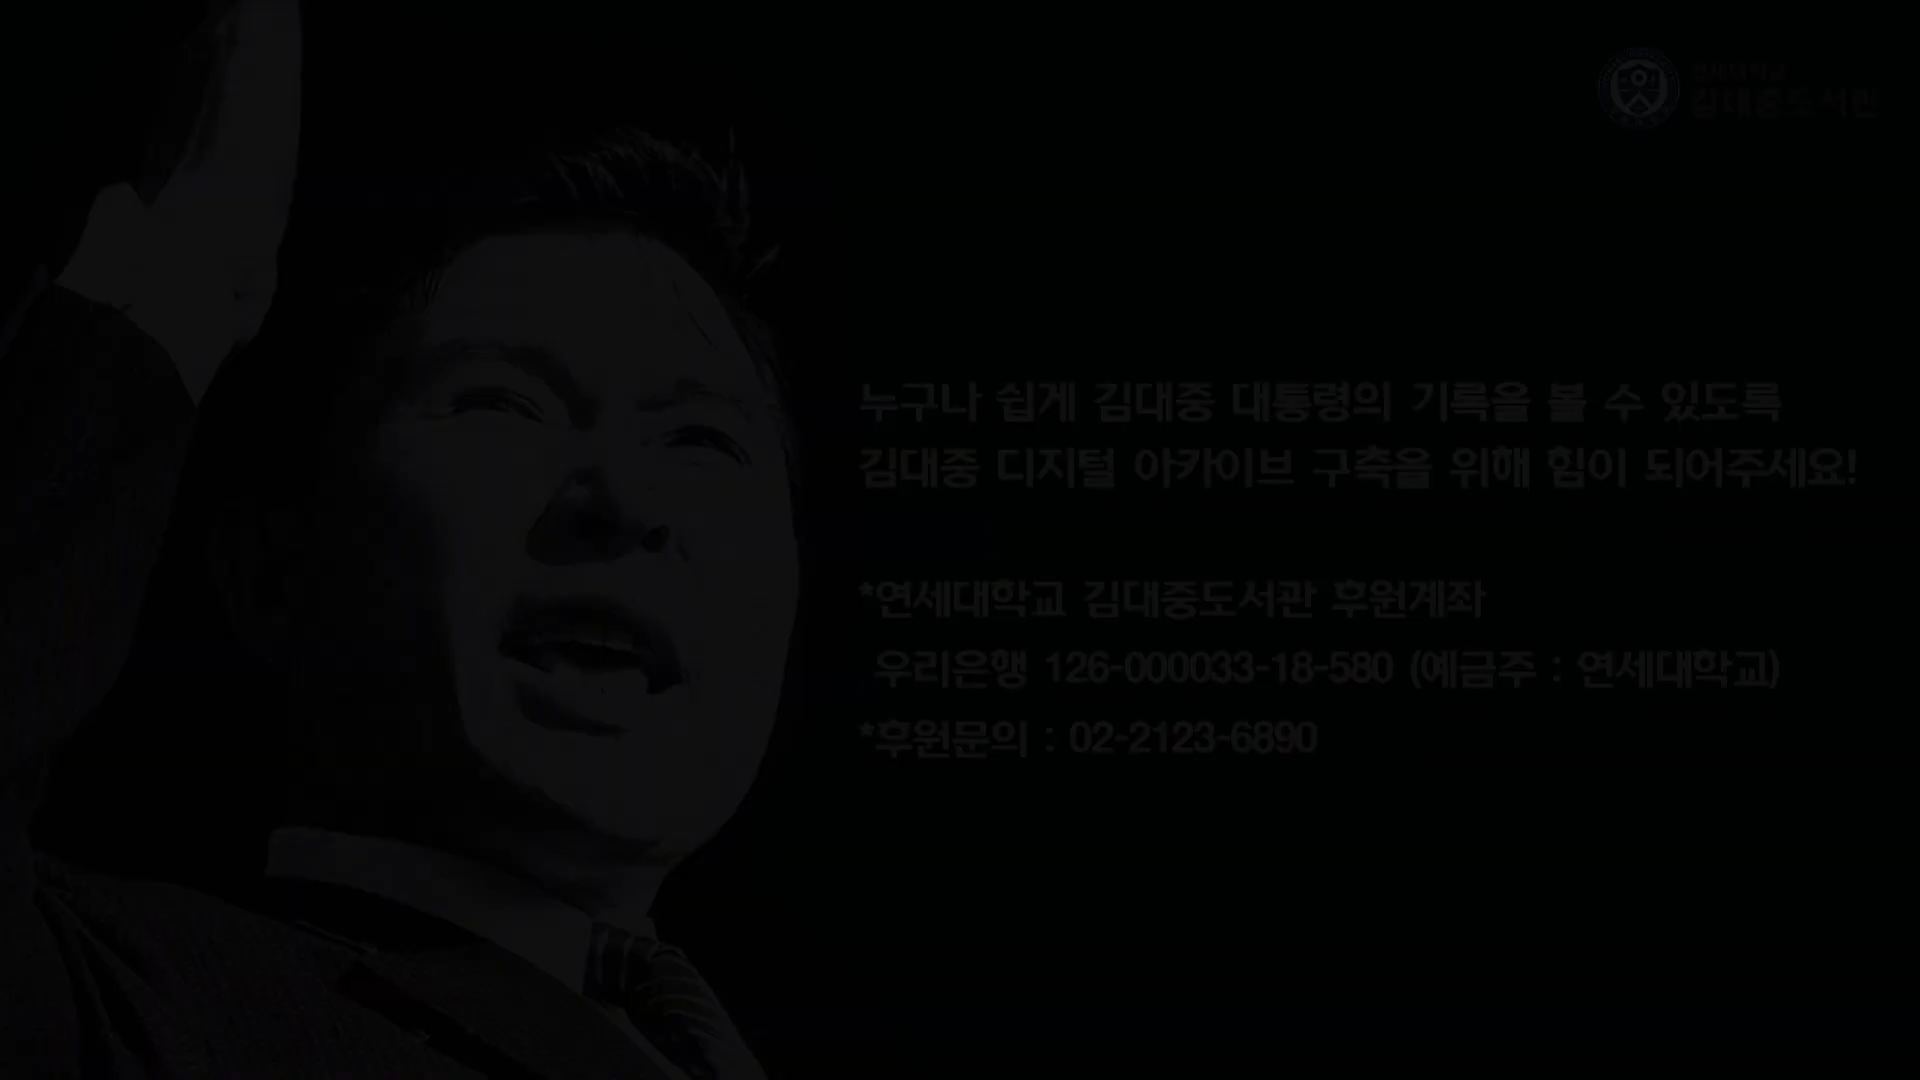 연세대학교
김대중도서관
누구나 쉽게 김대중 대통령의 기록을 볼 수 있도록
김대중 디지털 아카이브 구축을 위해 힘이 되어주세요!
*연세대학교 김대중도서관 후원계좌
우리은행 126-000033-18-580 (예금주 : 연세대학교)
*후원문의 : 02-2123-6890